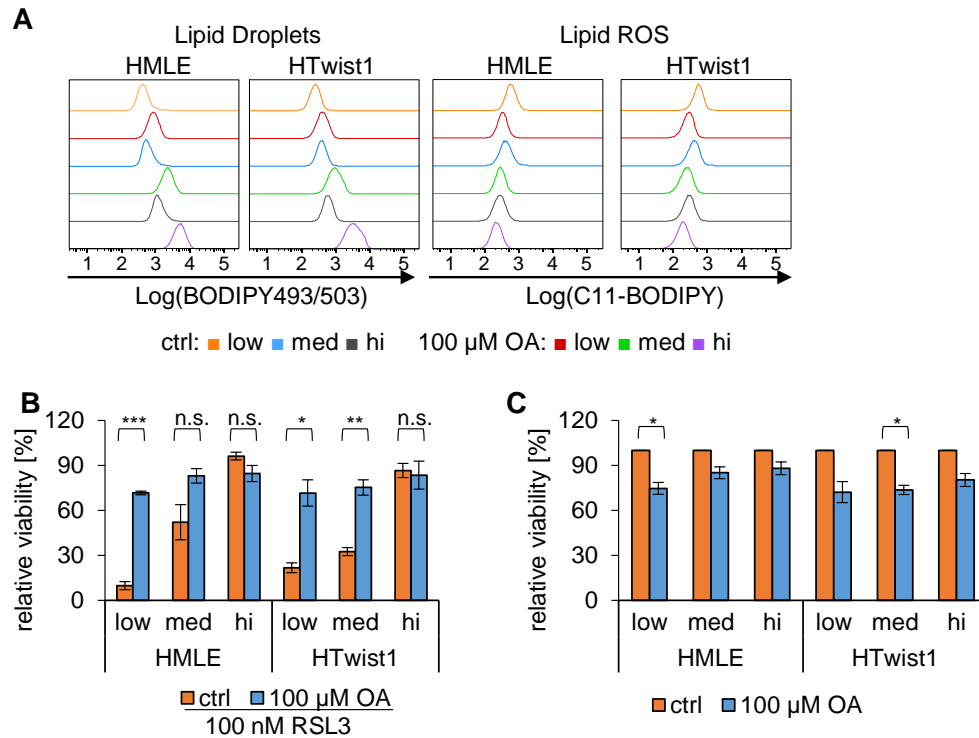 A
Lipid Droplets
Lipid ROS
HMLE
HTwist1
HMLE
HTwist1
1 2 3 4 5
1 2 3 4 5
1 2 3 4 5
1 2 3 4 5
Log(BODIPY493/503)
Log(C11-BODIPY)
ctrl: low med hi 100 µM OA: low med hi
B
relative viability [%]
120
90
60
30
0
***
n.s.
n.s.
*
**
n.s.
low med hi low med hi
HMLE HTwist1
ctrl 100 µM OA
100 nM RSL3
C
relative viability [%]
120
90
60
30
0
*
*
low med hi low med hi
HMLE HTwist1
ctrl 100 µM OA